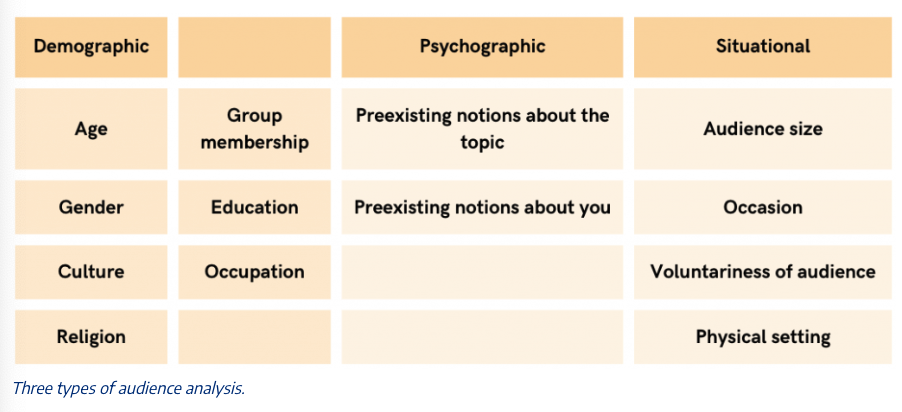 Demographic Psychographic Situational
Age Group membership Preexisting notions about the topic Audience size
Gender Education Preexisting notions about you Occasion
Culture Occupation Voluntariness of audience
Religion Physical setting
Three types of audience analysis.